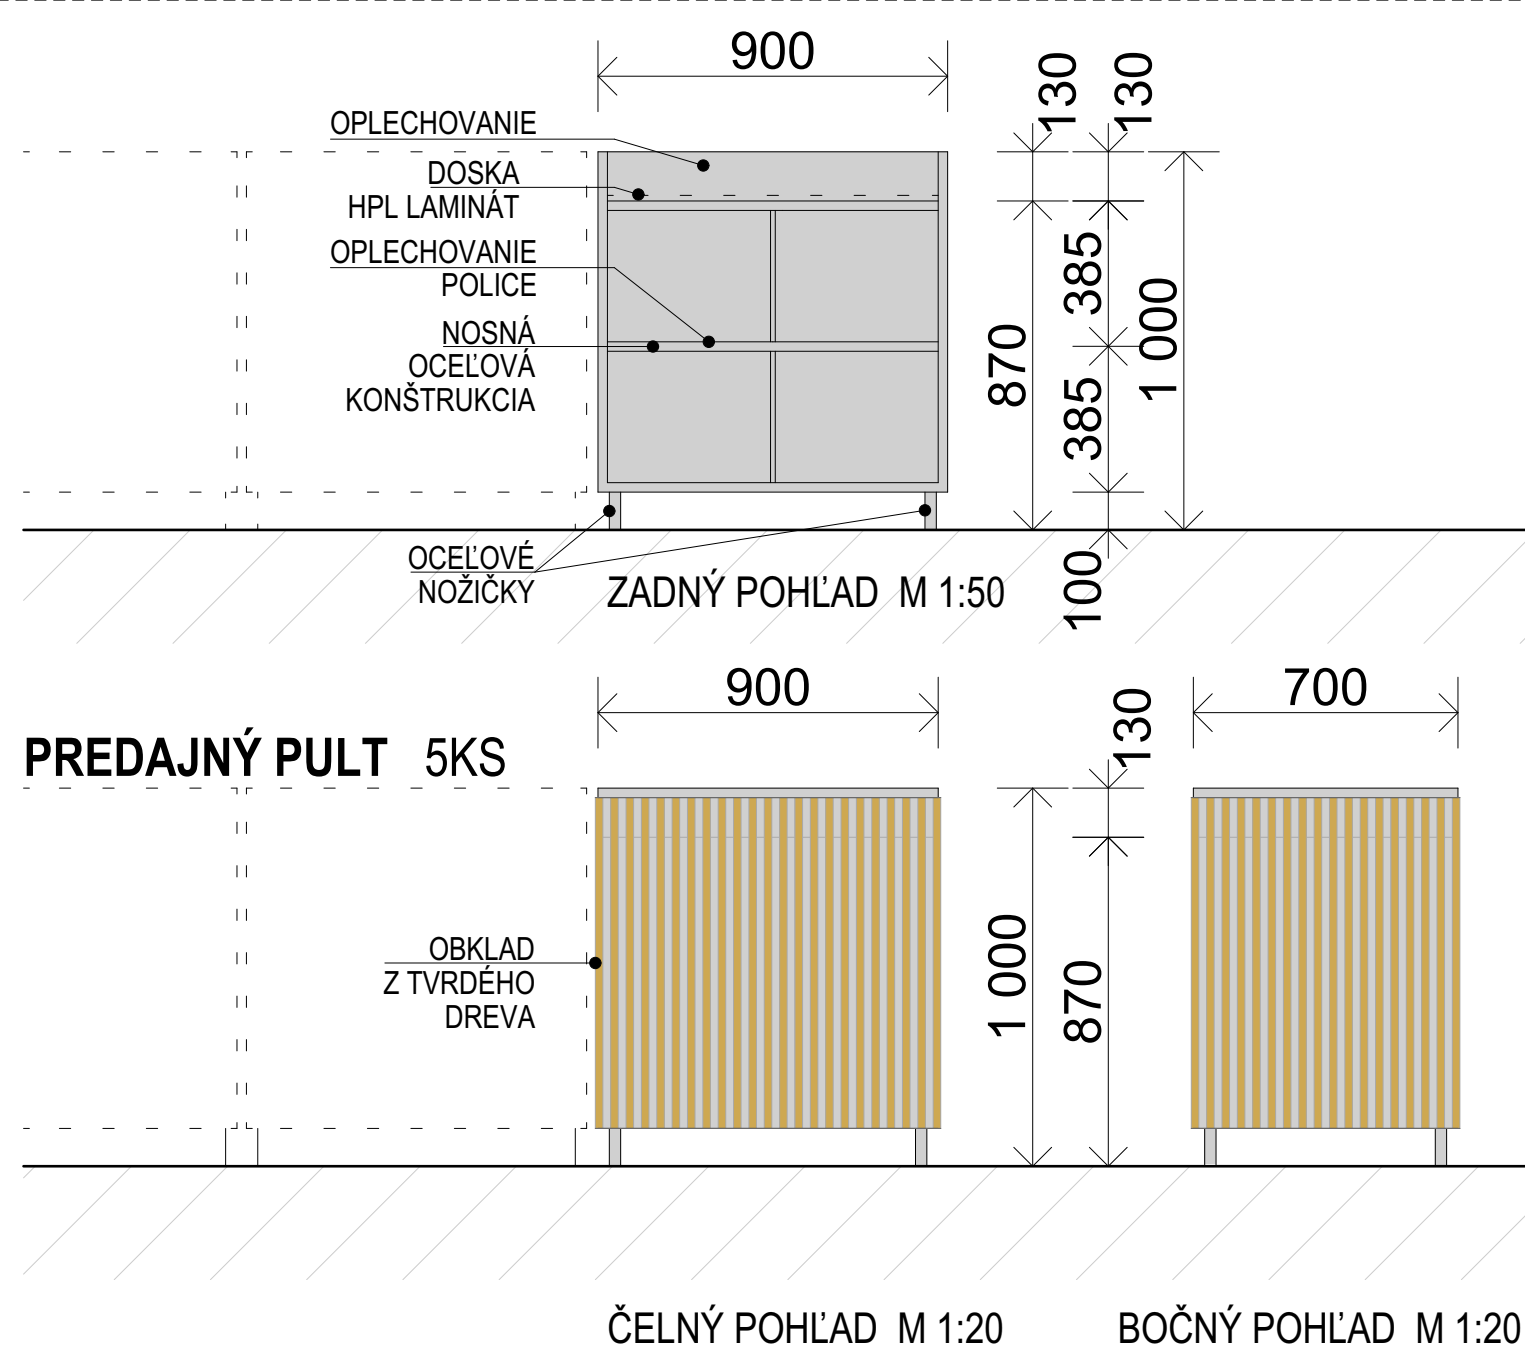 900
130
130
OPLECHOVANIE
DOSKA
HPL LAMINÁT
OPLECHOVANIE
POLICE
NOSNÁ
OCEĽOVÁ
KONŠTRUKCIA
870
385
385
1 000
100
OCEĽOVÉ
NOŽIČKY
ZADNÝ POHĽAD M 1:50
900
130
700
PREDAJNÝ PULT 5KS
OBKLAD
Z TVRDÉHO
DREVA
1 000
870
ČELNÝ POHĽAD M 1:20
BOČNÝ POHĽAD M 1:20